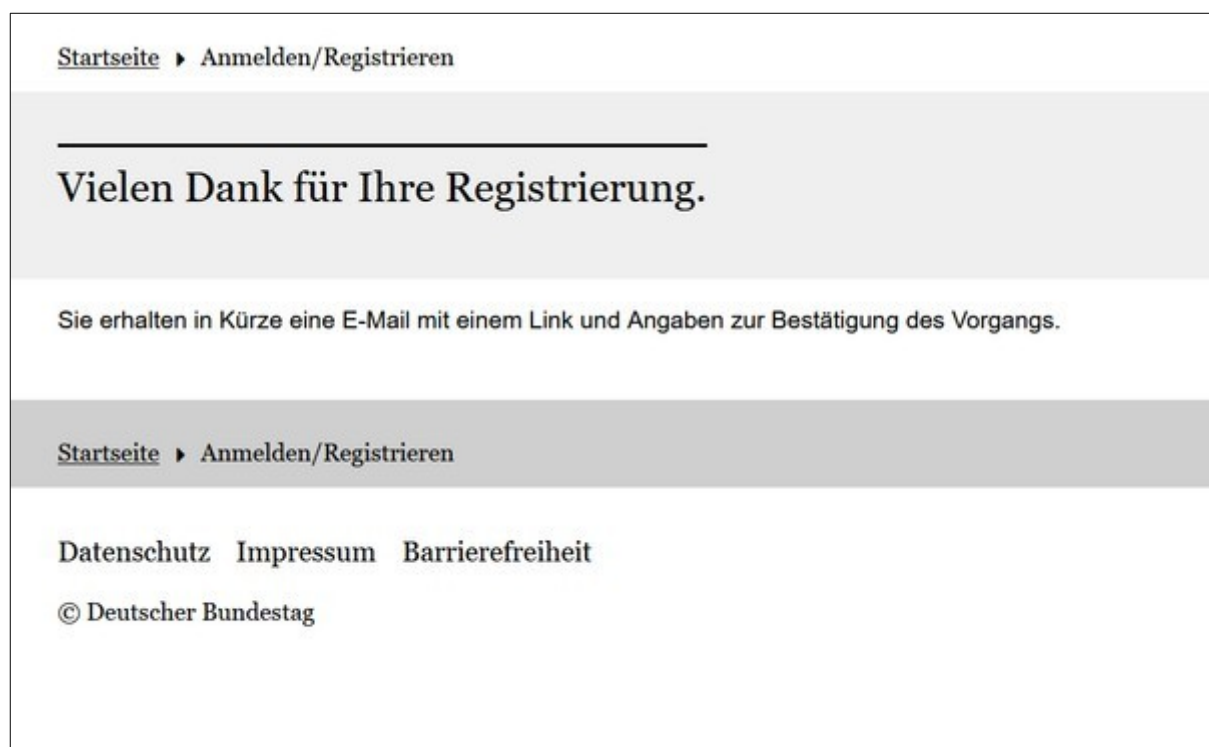 Startseite Anmelden/Registrieren
Vielen Dank für Ihre Registrierung.
Sie erhalten in Kürze eine E-Mail mit einem Link und Angaben zur Bestätigung des Vorgangs.
Startseite Anmelden/Registrieren
Datenschutz Impressum Barrierefreiheit
© Deutscher Bundestag